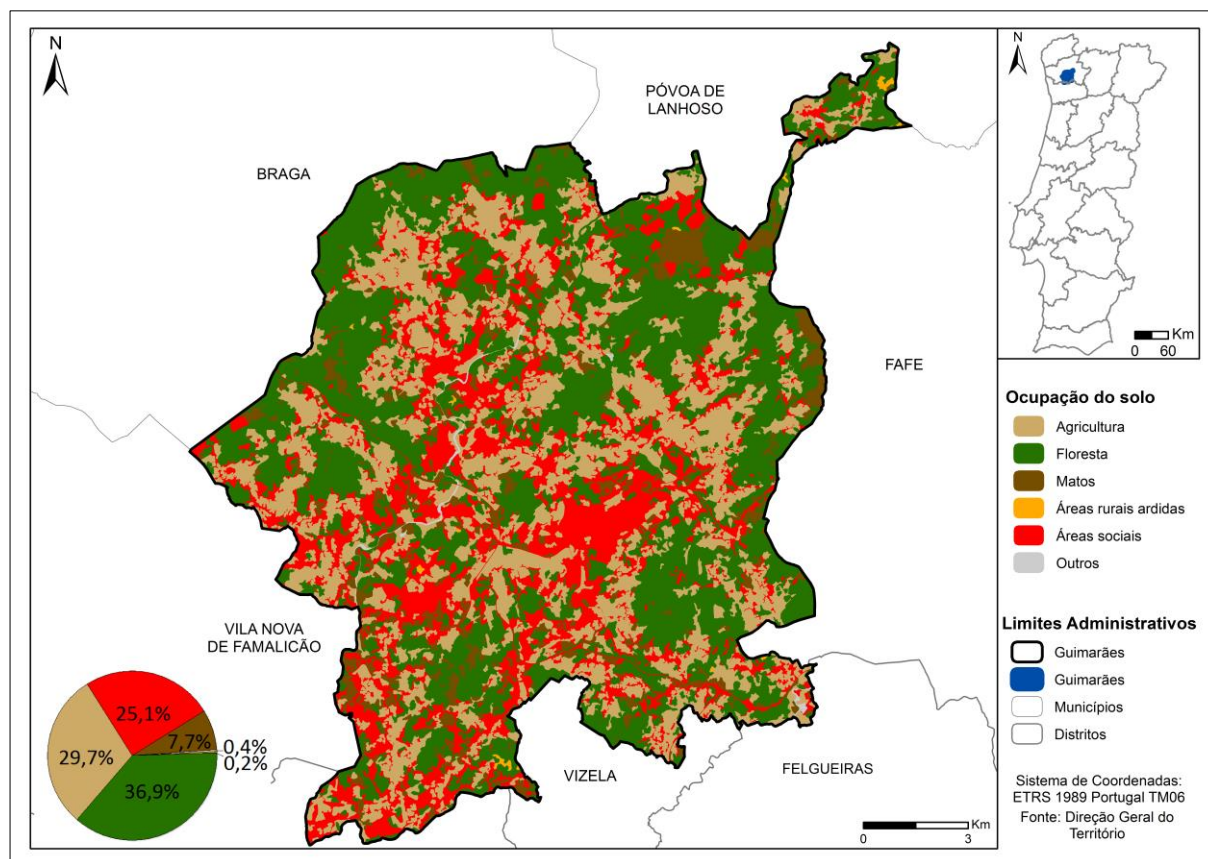 N
PÓVOA DE
LANHOSO
BRAGA
FAFE
VILA NOVA
DE FAMALICÃO
VIZELA
FELGUEIRAS
25,1%
7,7%
0,4%
0,2%
29,7%
36,9%
Km
0 3
N
Km
0 60
Ocupação do solo
Agricultura
Floresta
Matos
Áreas rurais ardidas
Áreas sociais
Outros
Limites Administrativos
Guimarães
Guimarães
Municípios
Distritos
Sistema de Coordenadas:
ETRS 1989 Portugal TM06
Fonte: Direção Geral do
Território